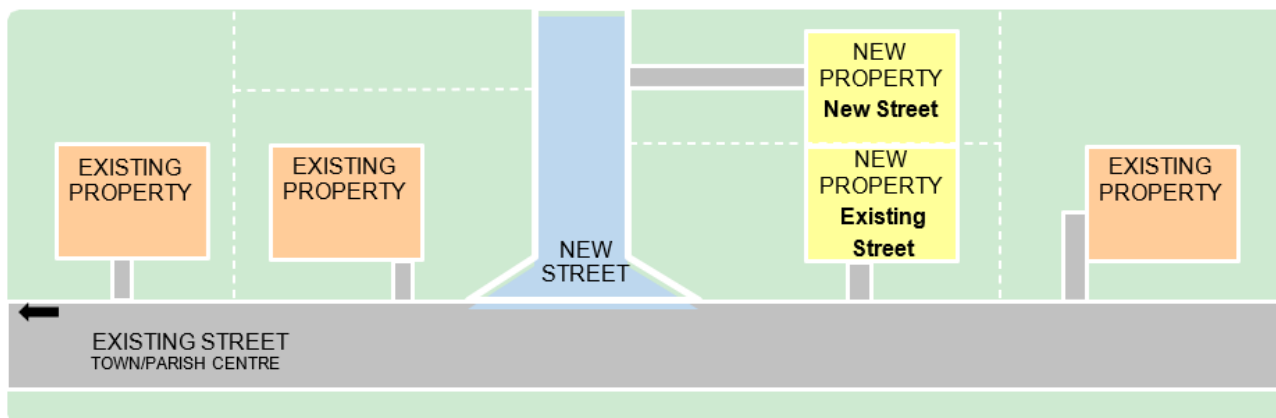 NEW
PROPERTY
New Street
EXISTING
PROPERTY
EXISTING
PROPERTY
NEW
PROPERTY
Existing
Street
EXISTING
PROPERTY
NEW
STREET
EXISTING STREET
TOWN/PARISH CENTRE